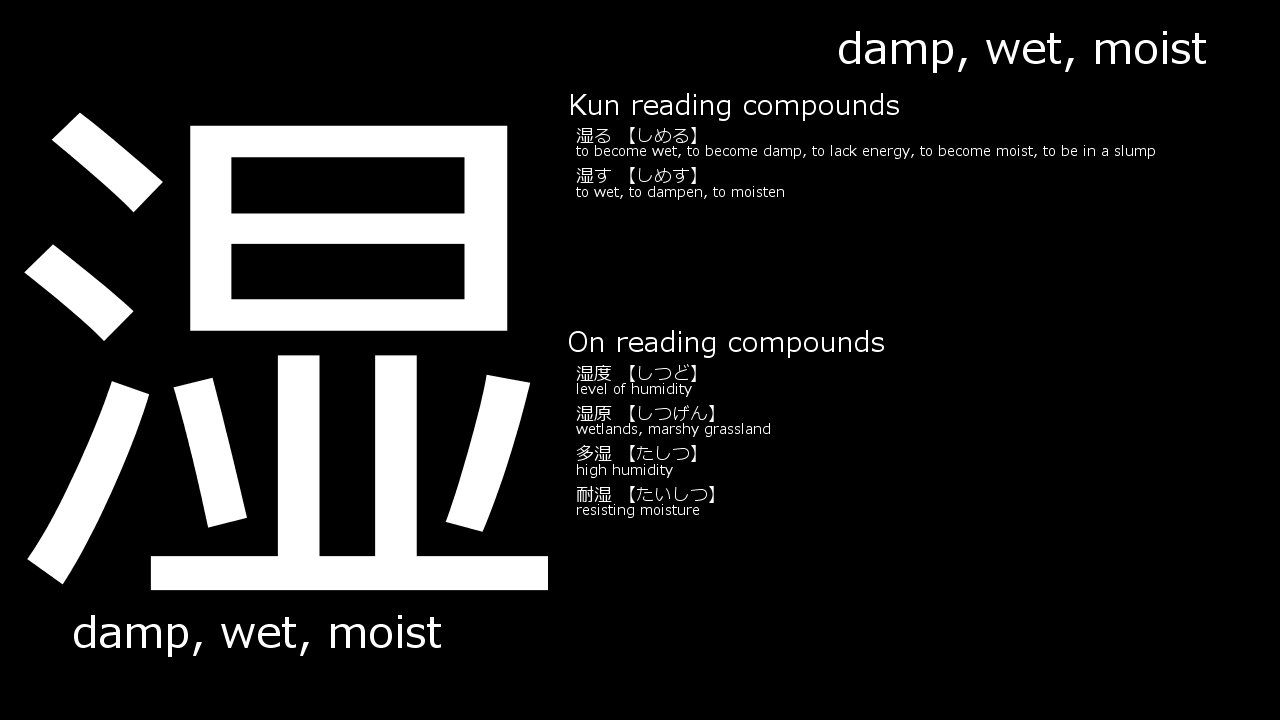 damp, wet, moist
湿
damp, wet, moist
Kun reading compounds
湿る 【しめる】
to become wet, to become damp, to lack energy, to become moist, to be in a slump
湿す 【しめす】
to wet, to dampen, to moisten
On reading compounds
湿度 【しつど】
level of humidity
湿原 【しつげん】
wetlands, marshy grassland
多湿 【たしつ】
high humidity
耐湿 【たいしつ】
resisting moisture